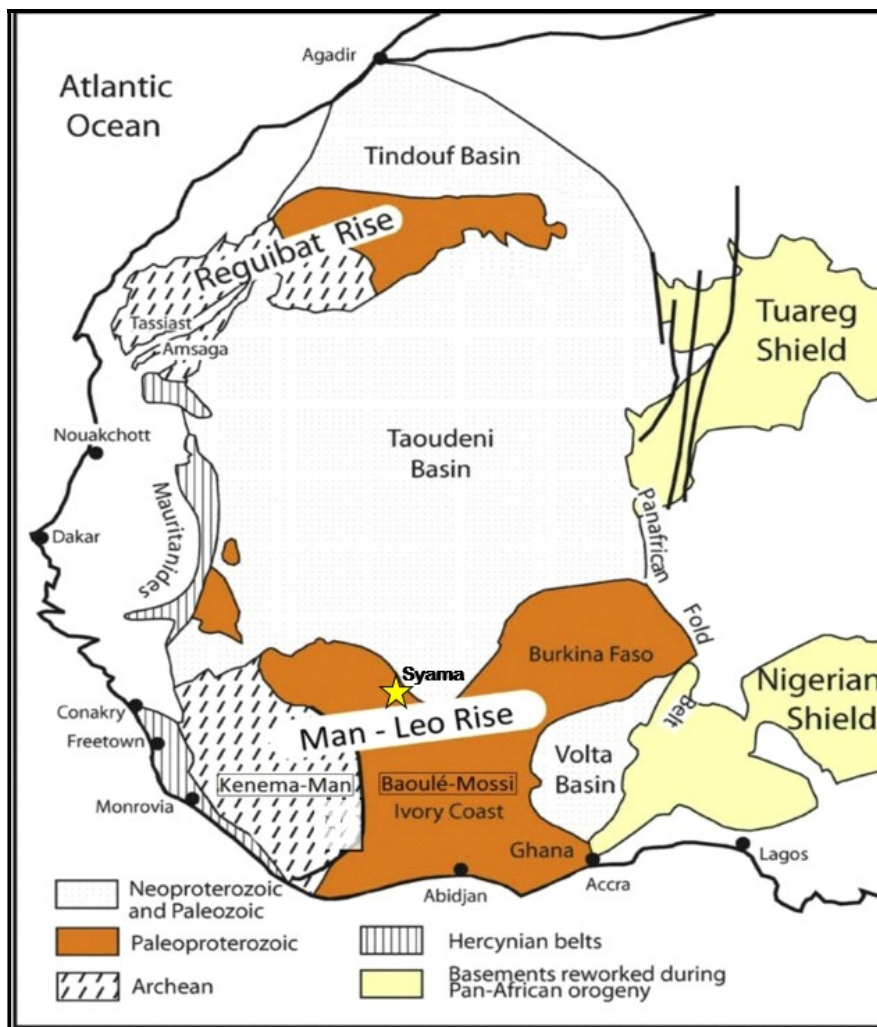 Agadir
Atlantic
Ocean
Tindouf Basin
Reguibat Rise
Tassiast
Amsaga
Tuareg
Shield
Nouakchott
Taoudeni
Basin
Mauritanides
Dakar
Panafrican
Fold
Belt
Burkina Faso
Syama
Nigerian
Shield
Conakry
Freetown
Man - Leo Rise
Volta
Basin
Kenema-Man
Baoulé-Mossi
Ivory Coast
Monrovia
Ghana
Lagos
Abidjan
Accra
Neoproterozoic
and Paleozoic
Paleoproterozoic
Archean
Hercynian belts
Basements reworked during
Pan-African orogeny